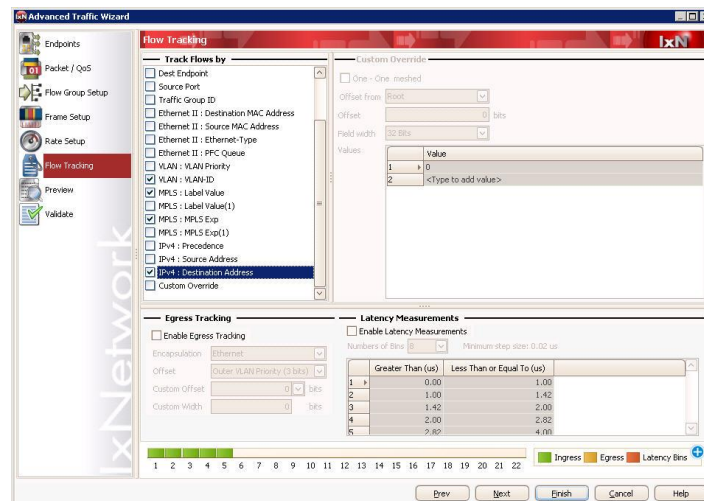 IxN Advanced Traffic Wizard
Endpoints
Packet / QoS
Flow Group Setup
Frame Setup
Rate Setup
Flow Tracking
Preview
Validate
IxNetwork
Flow Tracking
IxN
Track Flows by
Dest Endpoint
Source Port
Traffic Group ID
Ethernet II : Destination MAC Address
Ethernet II : Source MAC Address
Ethernet II : Ethernet-Type
Ethernet II : PFC Queue
VLAN : VLAN Priority
VLAN : VLAN-ID
MPLS : Label Value
MPLS : Label Value(1)
MPLS : MPLS Exp
MPLS : MPLS Exp(1)
IPv4 : Precedence
IPv4 : Source Address
IPv4 : Destination Address
Custom Override
Custom Override
One - One meshed
Offset from Root
Offset 0 bits
Field width 32 Bits
Values
Value
1 0
2 <Type to add value>
Egress Tracking
Enable Egress Tracking
Encapsulation Ethernet
Offset Outer VLAN Priority (3 bits)
Custom Offset 0 bits
Custom Width 0 bits
Latency Measurements
Enable Latency Measurements
Numbers of Bins 8 Minimum step size: 0.02 us
Greater Than (us) Less Than or Equal To (us)
1 0.00 1.00
2 1.00 1.42
3 1.42 2.00
4 2.00 2.82
5 2.82 4.00
1 2 3 4 5 6 7 8 9 10 11 12 13 14 15 16 17 18 19 20 21 22
Ingress Egress Latency Bins
Prev Next Finish Cancel Help